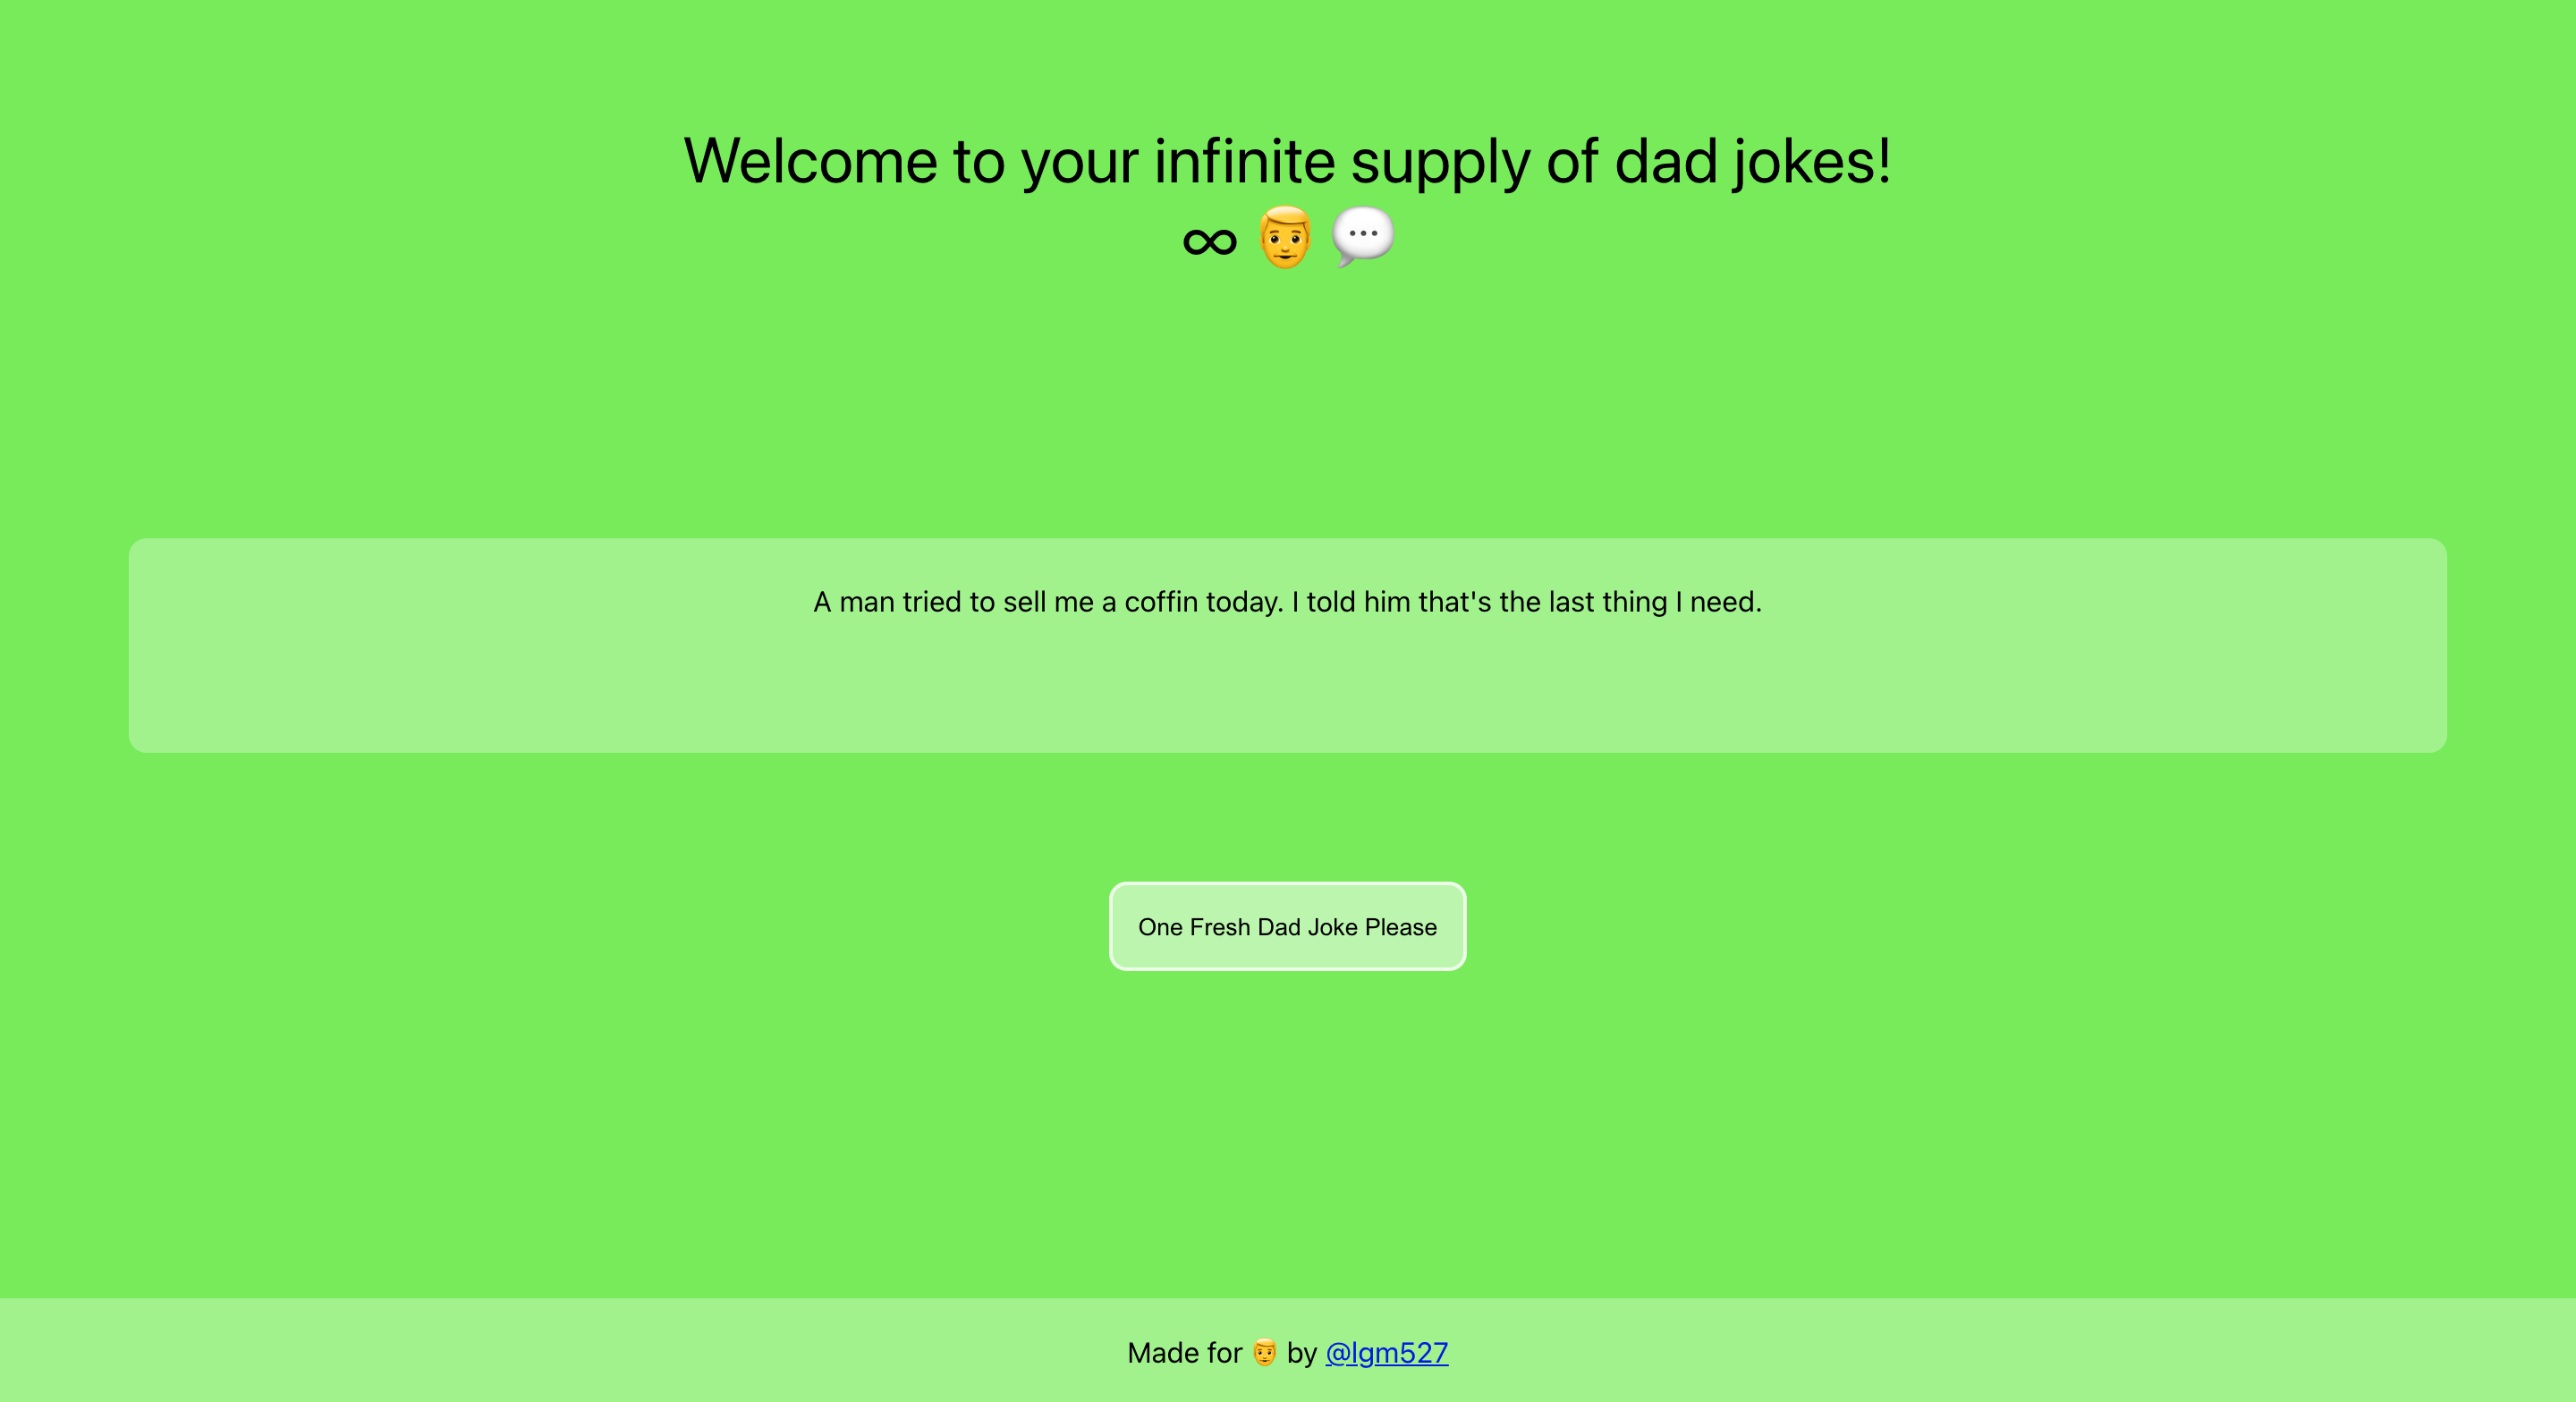 Welcome to your infinite supply of dad jokes!
∞ 👨 💬
A man tried to sell me a coffin today. I told him that's the last thing I need.
One Fresh Dad Joke Please
Made for 👨 by @lgm527